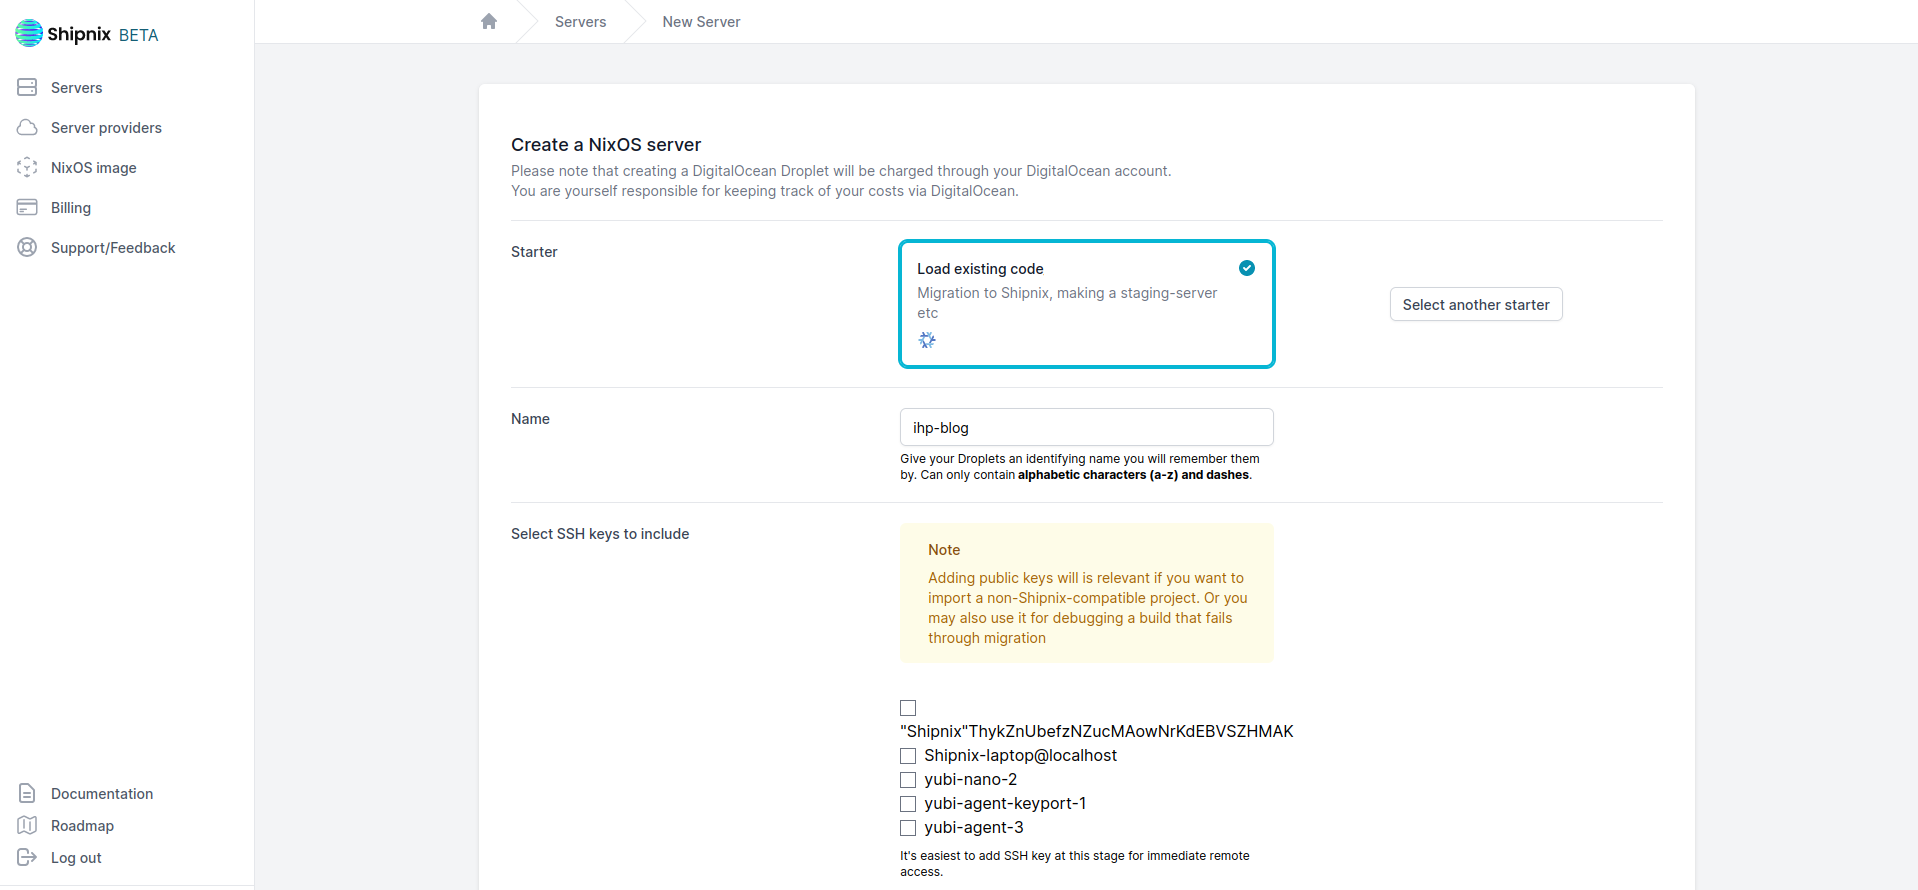 Shipnix BETA
Servers
Server providers
NixOS image
Billing
Support/Feedback
Documentation
Roadmap
Log out
Servers
New Server
Create a NixOS server
Please note that creating a DigitalOcean Droplet will be charged through your DigitalOcean account.
You are yourself responsible for keeping track of your costs via DigitalOcean.
Starter
Load existing code
Migration to Shipnix, making a staging-server
etc
Select another starter
Name
ihp-blog
Give your Droplets an identifying name you will remember them
by. Can only contain alphabetic characters (a-z) and dashes.
Select SSH keys to include
Note
Adding public keys will is relevant if you want to
import a non-Shipnix-compatible project. Or you
may also use it for debugging a build that fails
through migration
"Shipnix"ThykZnUbefzNZucMAowNrKdEBVSZHMAK
Shipnix-laptop@localhost
yubi-nano-2
yubi-agent-keyport-1
yubi-agent-3
It's easiest to add SSH key at this stage for immediate remote
access.